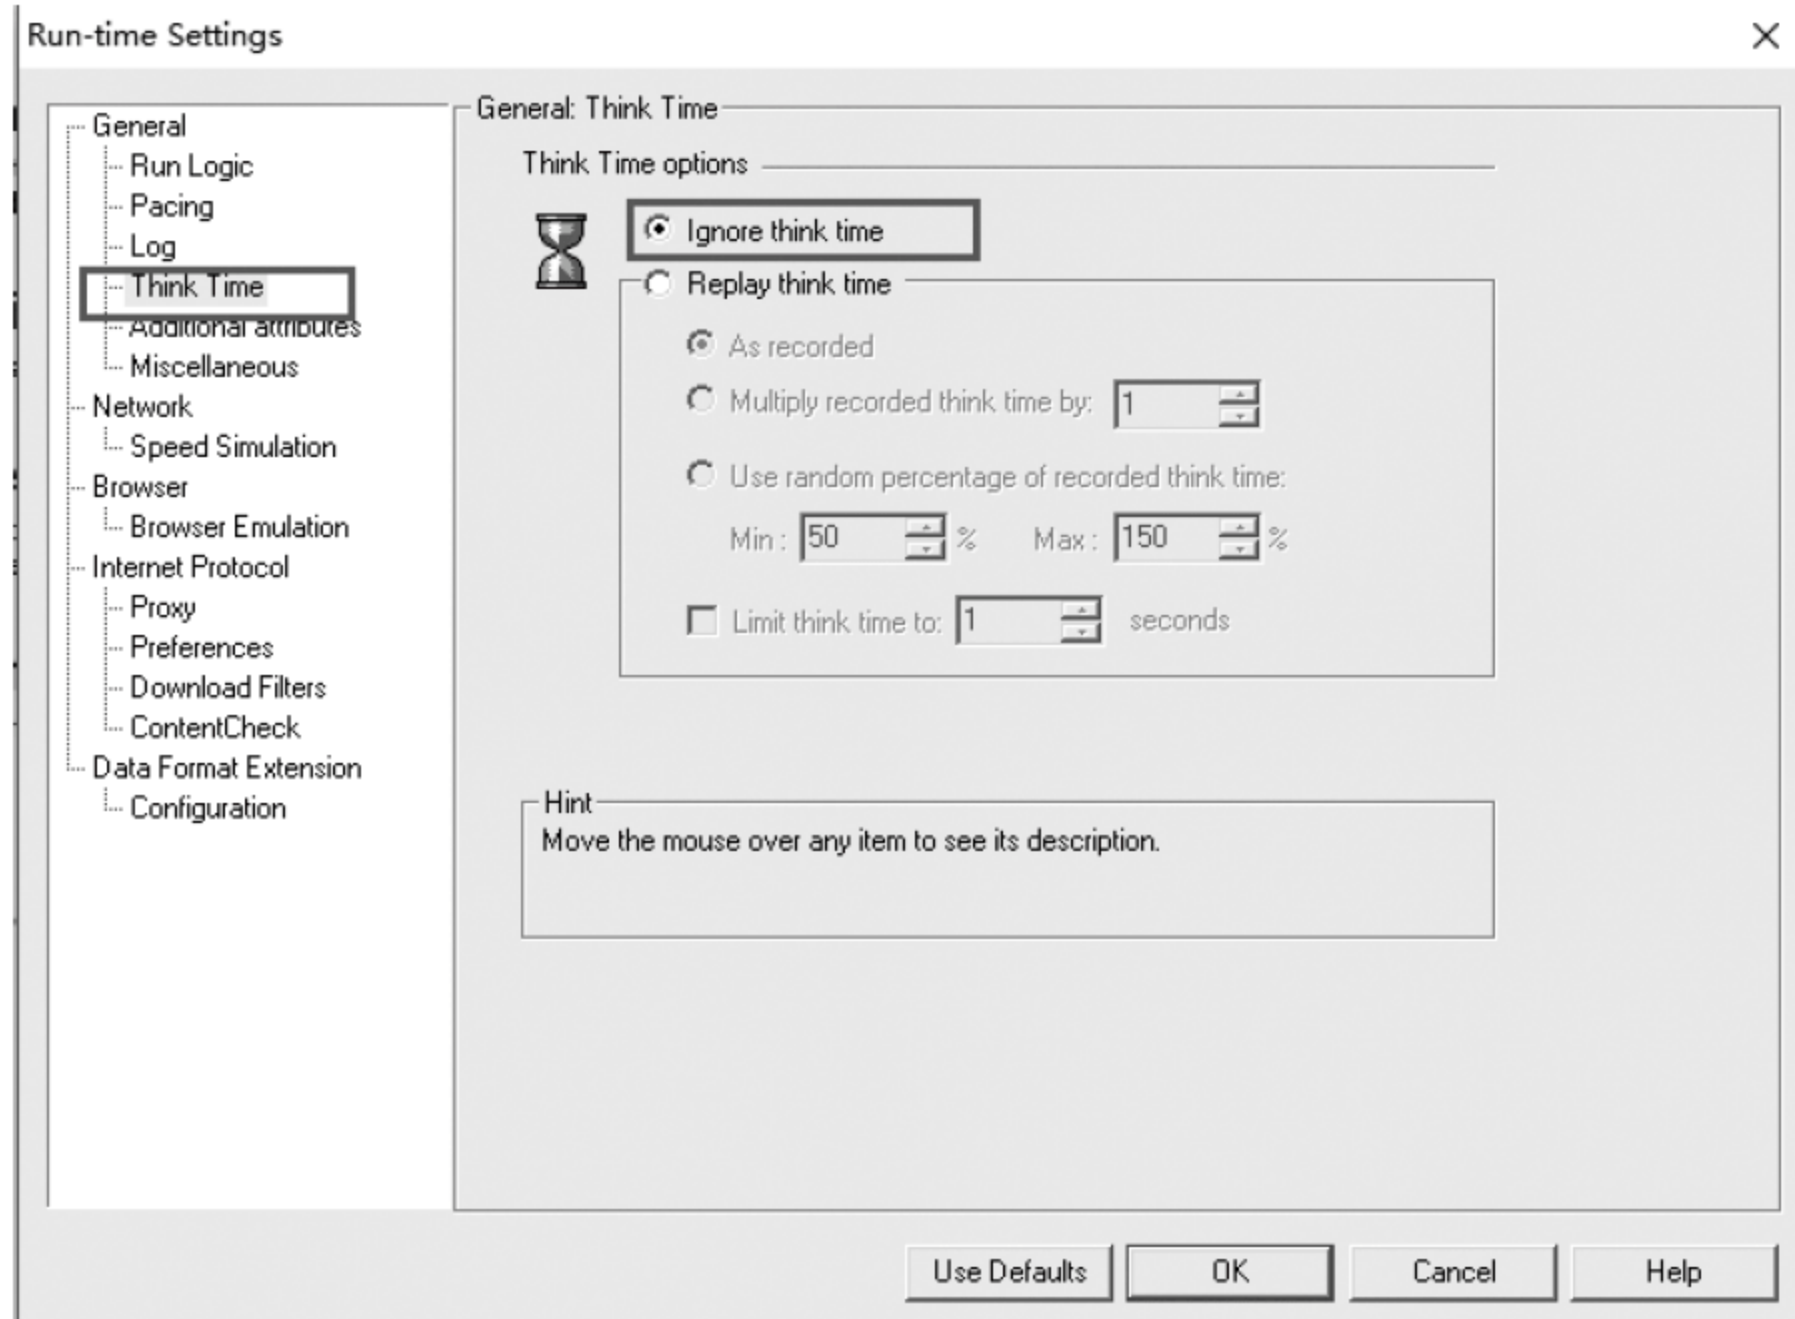 Run-time Settings
General
Run Logic
Pacing
Log
Think Time
Additional attributes
Miscellaneous
Network
Speed Simulation
Browser
Browser Emulation
Internet Protocol
Proxy
Preferences
Download Filters
ContentCheck
Data Format Extension
Configuration
General: Think Time
Think Time options
Ignore think time
Replay think time
As recorded
Multiply recorded think time by: 1
Use random percentage of recorded think time:
Min : 50 % Max : 150 %
Limit think time to: 1 seconds
Hint
Move the mouse over any item to see its description.
Use Defaults OK Cancel Help